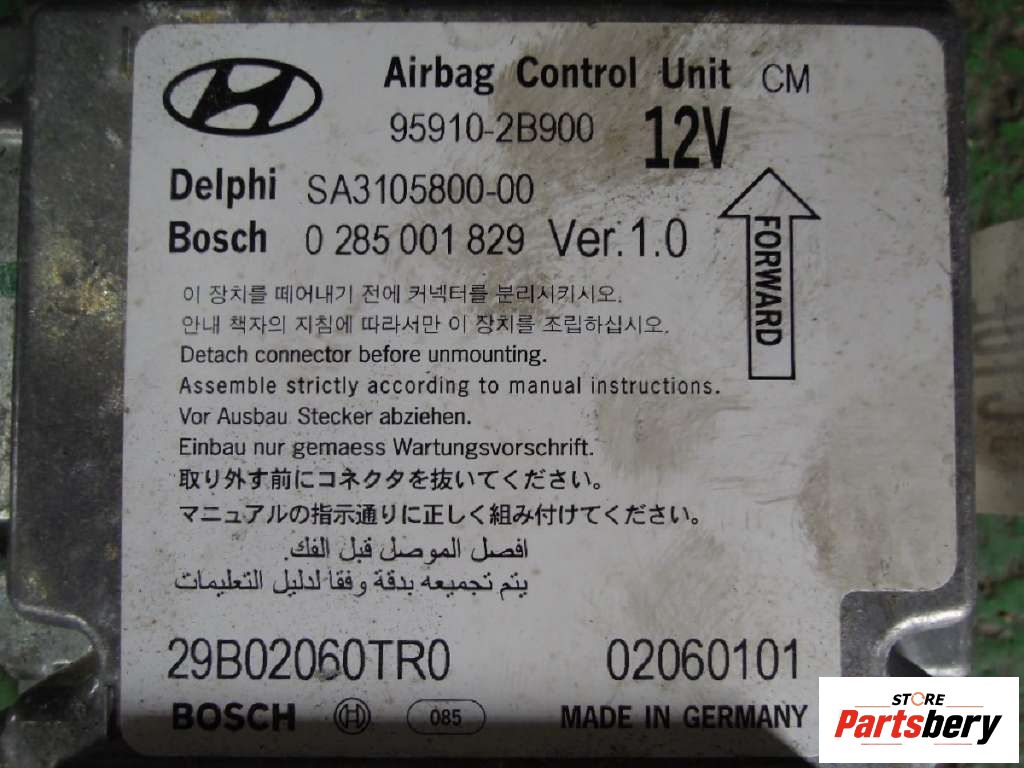 Airbag Control Unit CM
95910-2B900 12V
Delphi SA3105800-00
Bosch 0 285 001 829 Ver.1.0
FORWARD
이 장치를 떼어내기 전에 커넥터를 분리시키시오.
안내 책자의 지침에 따라서만 이 장치를 조립하십시오.
Detach connector before unmounting.
Assemble strictly according to manual instructions.
Vor Ausbau Stecker abziehen.
Einbau nur gemaess Wartungsvorschrift.
取り外す前にコネクタを抜いてください。
マニュアルの指示通りに正しく組み付けてください。
افصل الموصل قبل الفك.
يتم تجميعه بدقة وفقا لدليل التعليمات
29B02060TR0 02060101
BOSCH 085 MADE IN GERMANY
STORE
Partsbery